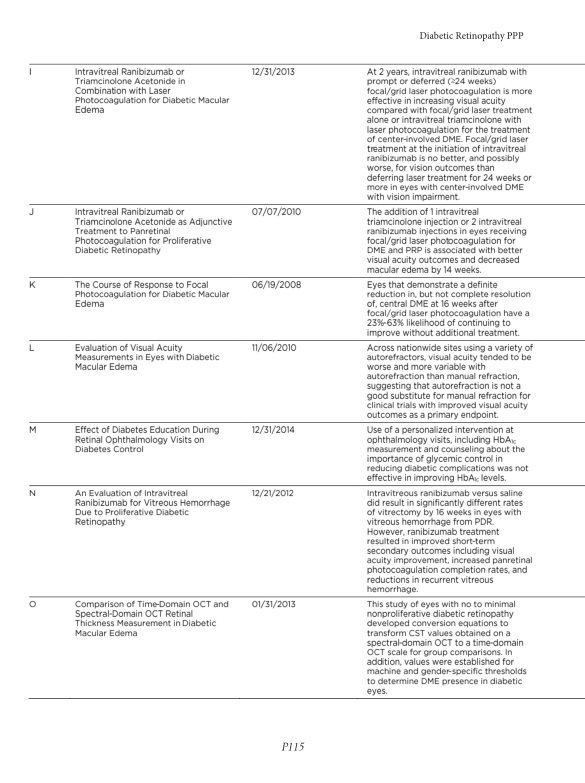 Diabetic Retinopathy PPP
I
Intravitreal Ranibizumab or
Triamcinolone Acetonide in
Combination with Laser
Photocoagulation for Diabetic Macular
Edema
12/31/2013
At 2 years, intravitreal ranibizumab with
prompt or deferred (≥24 weeks)
focal/grid laser photocoagulation is more
effective in increasing visual acuity
compared with focal/grid laser treatment
alone or intravitreal triamcinolone with
laser photocoagulation for the treatment
of center-involved DME. Focal/grid laser
treatment at the initiation of intravitreal
ranibizumab is no better, and possibly
worse, for vision outcomes than
deferring laser treatment for 24 weeks or
more in eyes with center-involved DME
with vision impairment.
J
Intravitreal Ranibizumab or
Triamcinolone Acetonide as Adjunctive
Treatment to Panretinal
Photocoagulation for Proliferative
Diabetic Retinopathy
07/07/2010
The addition of 1 intravitreal
triamcinolone injection or 2 intravitreal
ranibizumab injections in eyes receiving
focal/grid laser photocoagulation for
DME and PRP is associated with better
visual acuity outcomes and decreased
macular edema by 14 weeks.
K
The Course of Response to Focal
Photocoagulation for Diabetic Macular
Edema
06/19/2008
Eyes that demonstrate a definite
reduction in, but not complete resolution
of, central DME at 16 weeks after
focal/grid laser photocoagulation have a
23%-63% likelihood of continuing to
improve without additional treatment.
L
Evaluation of Visual Acuity
Measurements in Eyes with Diabetic
Macular Edema
11/06/2010
Across nationwide sites using a variety of
autorefractors, visual acuity tended to be
worse and more variable with
autorefraction than manual refraction,
suggesting that autorefraction is not a
good substitute for manual refraction for
clinical trials with improved visual acuity
outcomes as a primary endpoint.
M
Effect of Diabetes Education During
Retinal Ophthalmology Visits on
Diabetes Control
12/31/2014
Use of a personalized intervention at
ophthalmology visits, including HbA1c
measurement and counseling about the
importance of glycemic control in
reducing diabetic complications was not
effective in improving HbA1c levels.
N
An Evaluation of Intravitreal
Ranibizumab for Vitreous Hemorrhage
Due to Proliferative Diabetic
Retinopathy
12/21/2012
Intravitreous ranibizumab versus saline
did result in significantly different rates
of vitrectomy by 16 weeks in eyes with
vitreous hemorrhage from PDR.
However, ranibizumab treatment
resulted in improved short-term
secondary outcomes including visual
acuity improvement, increased panretinal
photocoagulation completion rates, and
reductions in recurrent vitreous
hemorrhage.
O
Comparison of Time-Domain OCT and
Spectral-Domain OCT Retinal
Thickness Measurement in Diabetic
Macular Edema
01/31/2013
This study of eyes with no to minimal
nonproliferative diabetic retinopathy
developed conversion equations to
transform CST values obtained on a
spectral-domain OCT to a time-domain
OCT scale for group comparisons. In
addition, values were established for
machine and gender-specific thresholds
to determine DME presence in diabetic
eyes.
P115